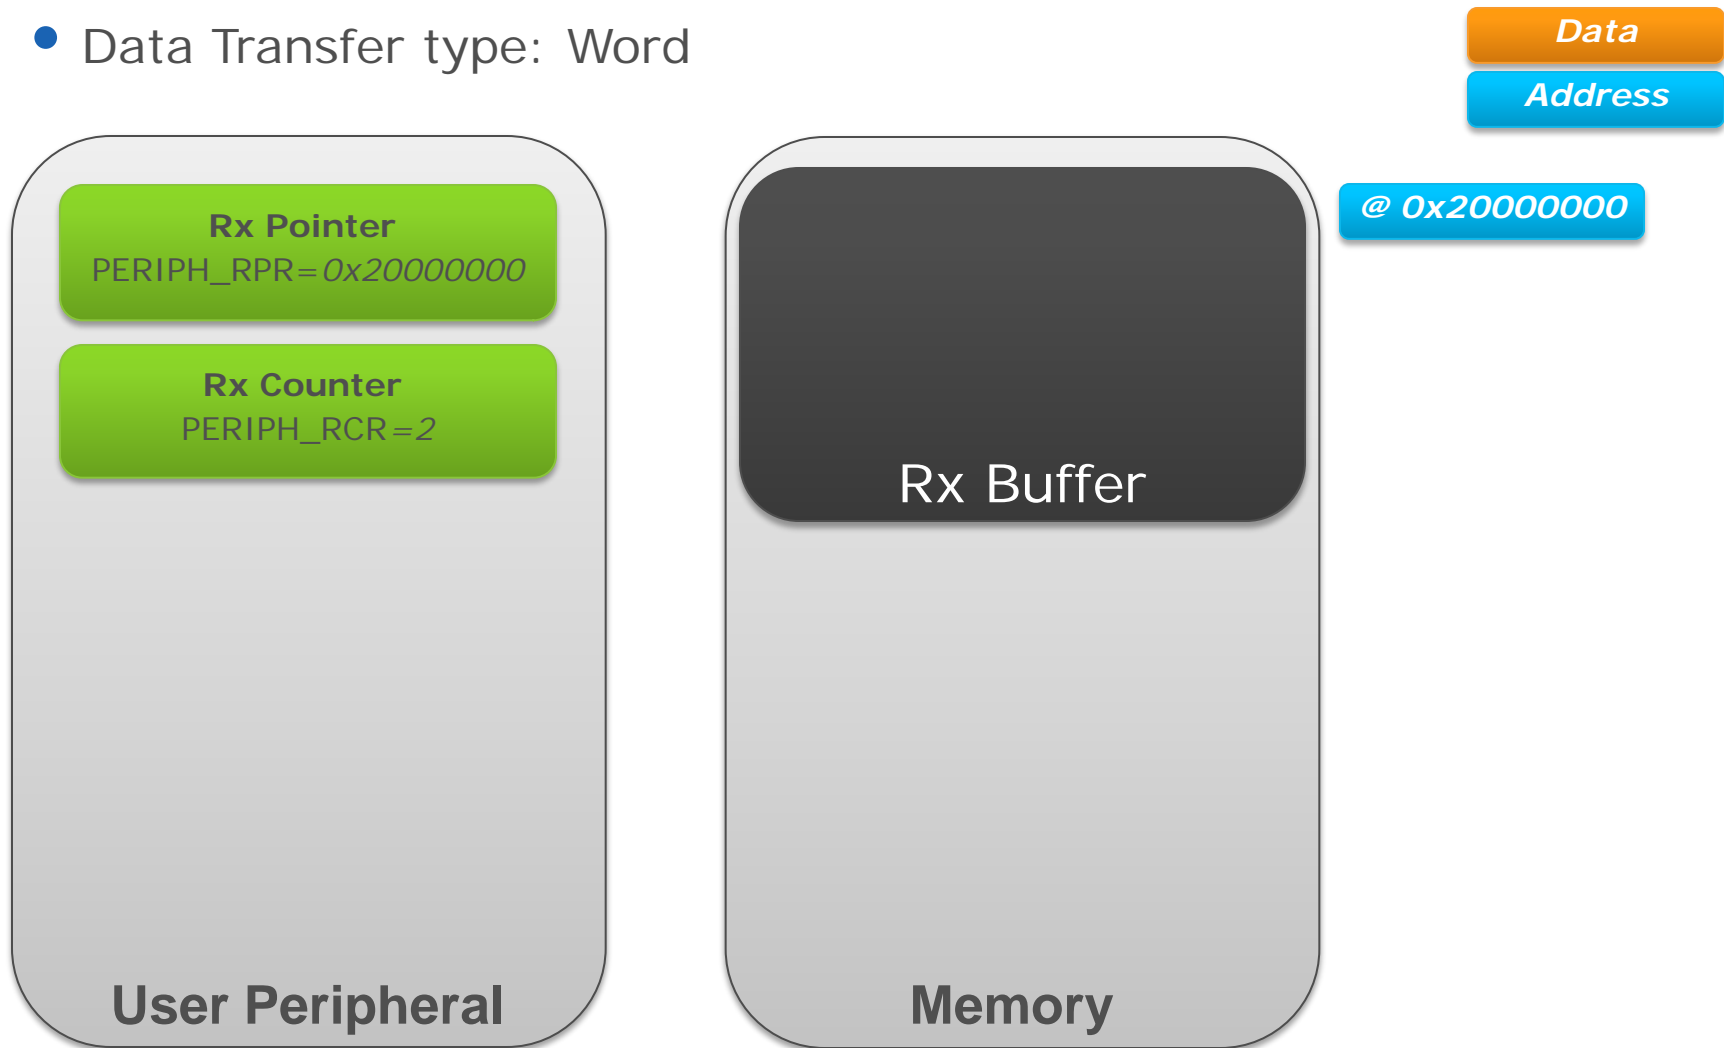 Data Transfer type: Word
Data
Address
Rx Pointer
PERIPH_RPR=0x20000000
Rx Counter
PERIPH_RCR=2
User Peripheral
Rx Buffer
Memory
@ 0x20000000